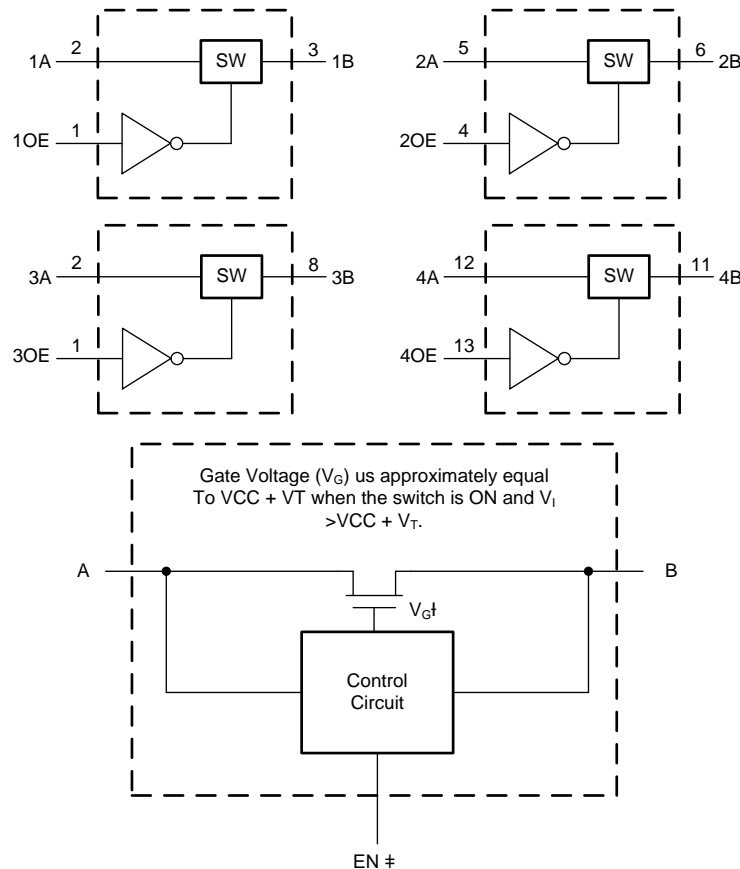 1A 2 SW 3 1B
1OE 1
2A 5 SW 6 2B
2OE 4
3A 2 SW 8 3B
3OE 1
4A 12 SW 11 4B
4OE 13
Gate Voltage (VG) us approximately equal
To VCC + VT when the switch is ON and VI
>VCC + VT.
A
B
VG†
Control
Circuit
EN ‡